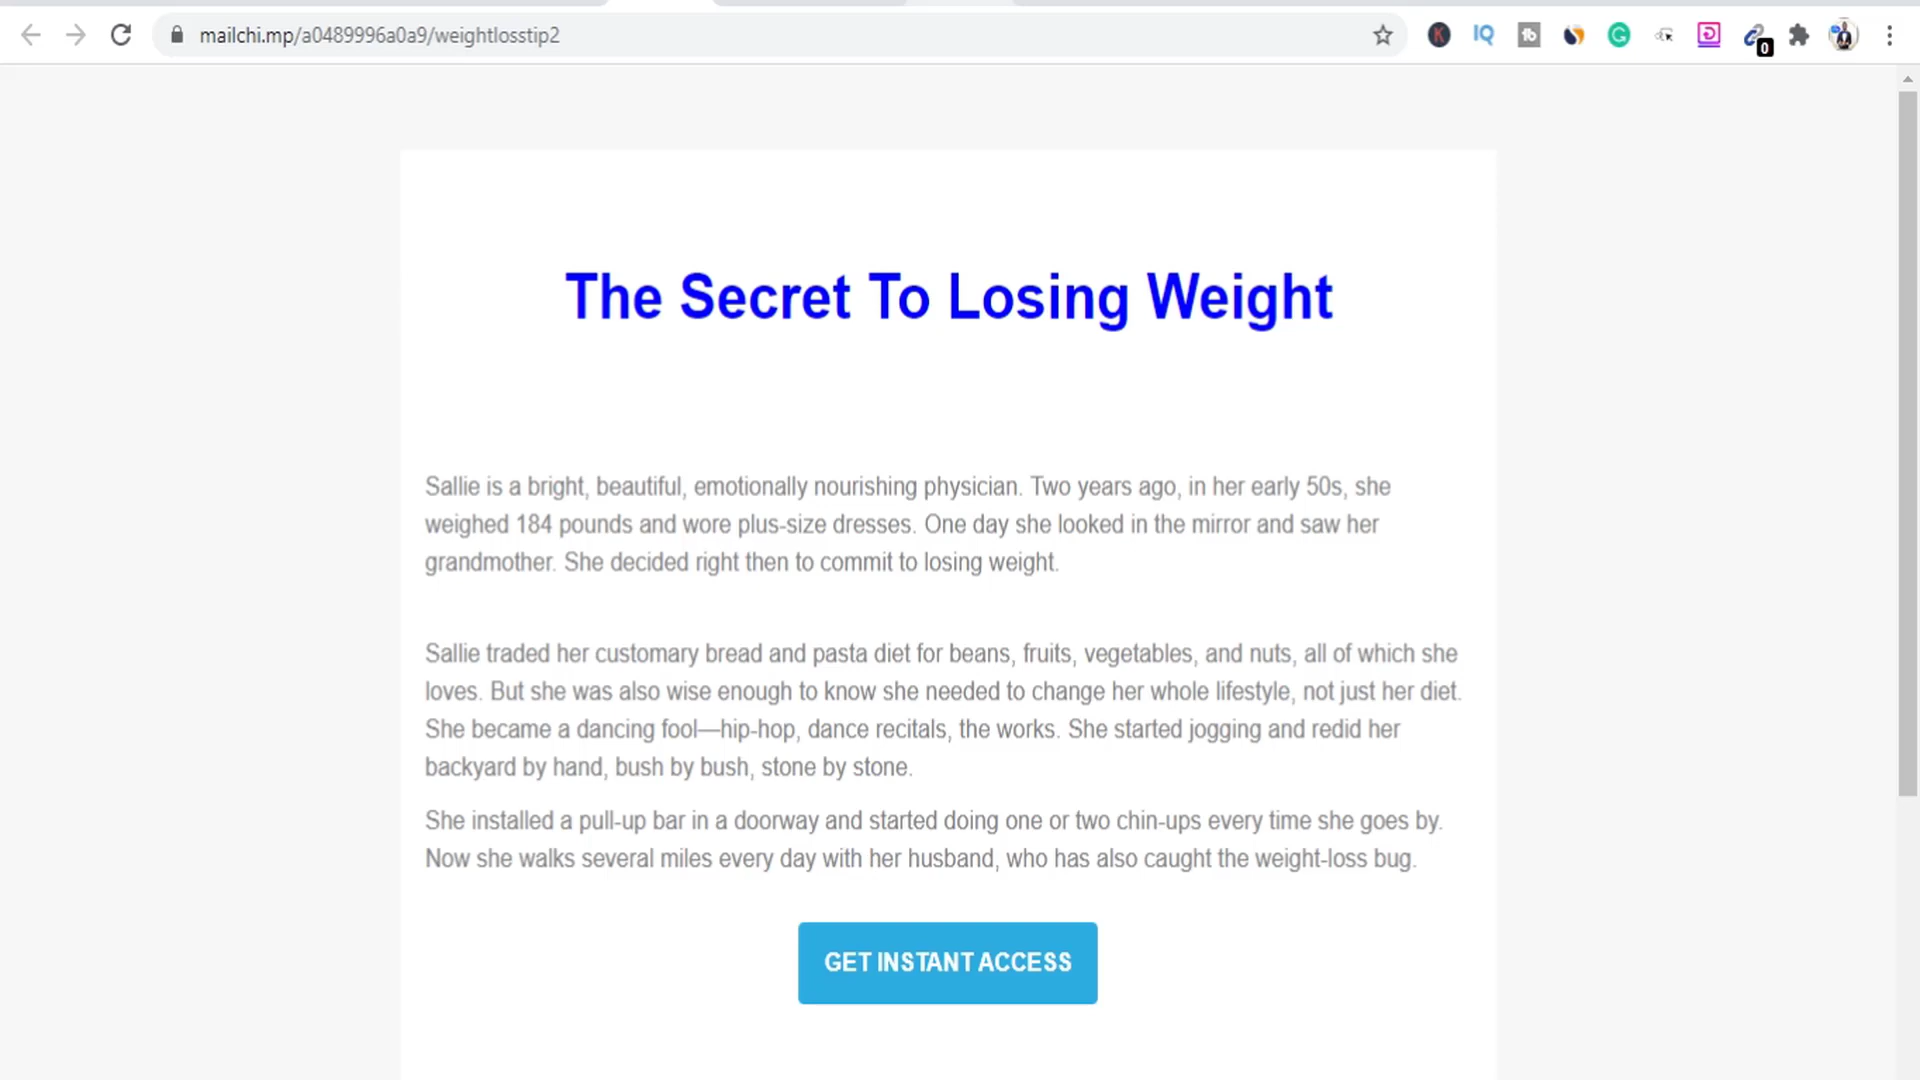 mailchi.mp/a0489996a0a9/weightlosstip2
K
IQ
tb
G
0
The Secret To Losing Weight
Sallie is a bright, beautiful, emotionally nourishing physician. Two years ago, in her early 50s, she
weighed 184 pounds and wore plus-size dresses. One day she looked in the mirror and saw her
grandmother. She decided right then to commit to losing weight.
Sallie traded her customary bread and pasta diet for beans, fruits, vegetables, and nuts, all of which she
loves. But she was also wise enough to know she needed to change her whole lifestyle, not just her diet.
She became a dancing fool—hip-hop, dance recitals, the works. She started jogging and redid her
backyard by hand, bush by bush, stone by stone.
She installed a pull-up bar in a doorway and started doing one or two chin-ups every time she goes by.
Now she walks several miles every day with her husband, who has also caught the weight-loss bug.
GET INSTANT ACCESS